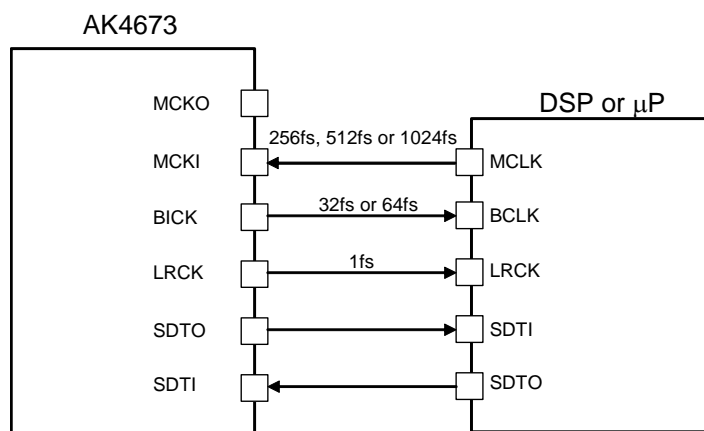 AK4673
DSP or μP
MCKO
256fs, 512fs or 1024fs
MCKI
MCLK
32fs or 64fs
BICK
BCLK
1fs
LRCK
LRCK
SDTO
SDTI
SDTI
SDTO